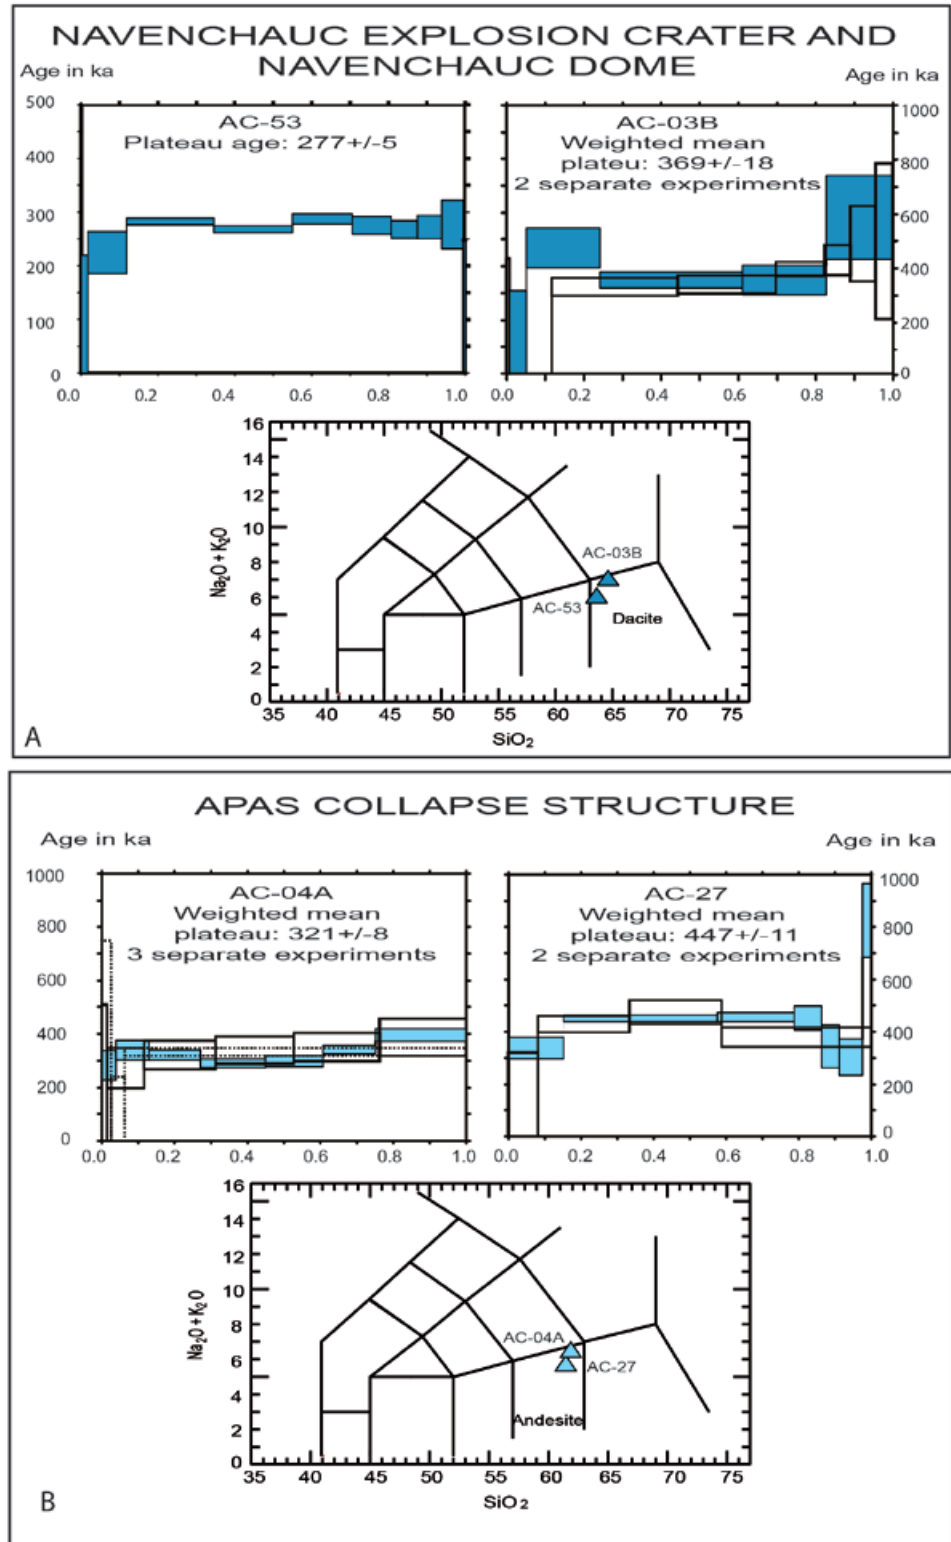 NAVENCHAUC EXPLOSION CRATER AND
NAVENCHAUC DOME
Age in ka
Age in ka
500
400
300
200
100
0
AC-53
Plateau age: 277+/-5
0.0 0.2 0.4 0.6 0.8 1.0
AC-03B
Weighted mean
plateu: 369+/-18
2 separate experiments
1000
800
600
400
200
0
0.0 0.2 0.4 0.6 0.8 1.0
16
14
12
10
8
6
4
2
0
Na₂O + K₂O
AC-03B
AC-53
Dacite
35 40 45 50 55 60 65 70 75
SiO₂
A
APAS COLLAPSE STRUCTURE
Age in ka
Age in ka
1000
800
600
400
200
0
AC-04A
Weighted mean
plateau: 321+/-8
3 separate experiments
0.0 0.2 0.4 0.6 0.8 1.0
AC-27
Weighted mean
plateau: 447+/-11
2 separate experiments
1000
800
600
400
200
0
0.0 0.2 0.4 0.6 0.8 1.0
16
14
12
10
8
6
4
2
0
Na₂O + K₂O
AC-04A
AC-27
Andesite
35 40 45 50 55 60 65 70 75
SiO₂
B